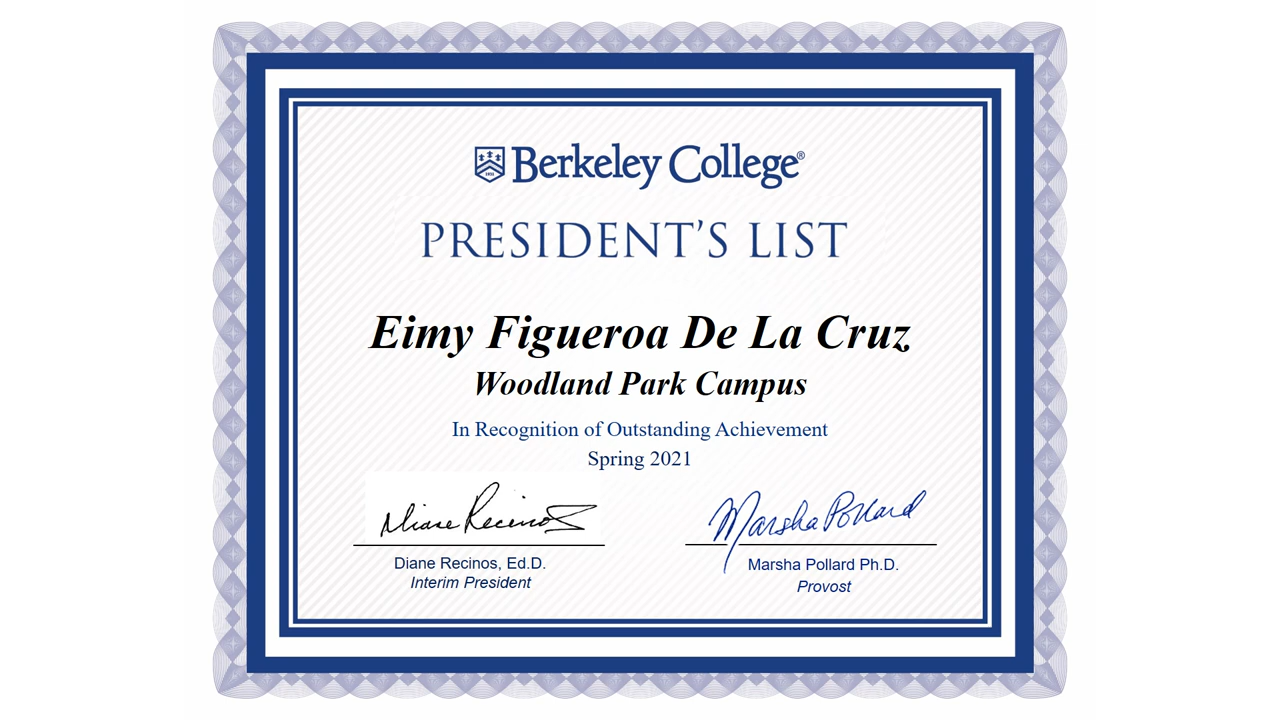 Berkeley College®
PRESIDENT'S LIST
Eimy Figueroa De La Cruz
Woodland Park Campus
In Recognition of Outstanding Achievement
Spring 2021
Diane Recinos Marsha Pollard
Diane Recinos, Ed.D. Marsha Pollard Ph.D.
Interim President Provost